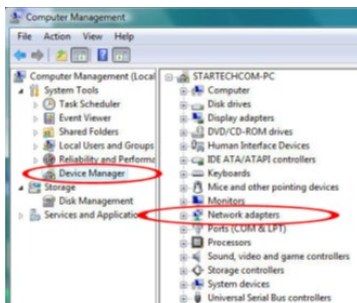 Computer Management
File Action View Help
Computer Management (Local
System Tools
Task Scheduler
Event Viewer
Shared Folders
Local Users and Groups
Reliability and Performa
Device Manager
Storage
Disk Management
Services and Application
STARTECHCOM-PC
Computer
Disk drives
Display adapters
DVD/CD-ROM drives
Human Interface Devices
IDE ATA/ATAPI controllers
Keyboards
Mice and other pointing devices
Monitors
Network adapters
Ports (COM & LPT)
Processors
Sound, video and game controllers
Storage controllers
System devices
Universal Serial Bus controllers